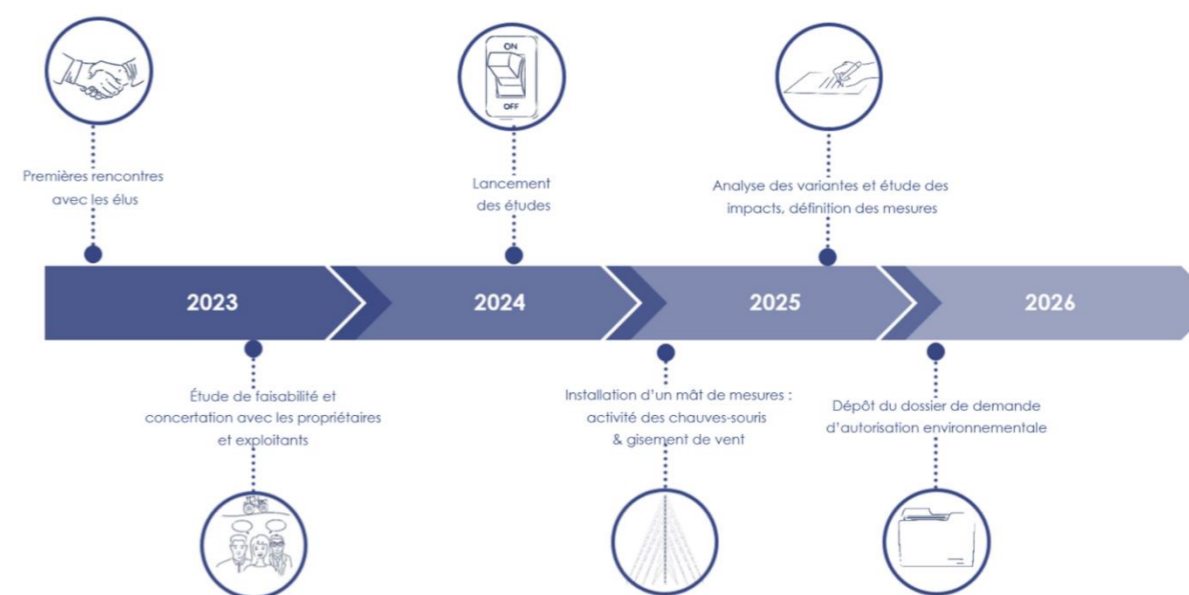 ON
OFF
Premières rencontres
avec les élus
Lancement
des études
Analyse des variantes et étude des
impacts, définition des mesures
2023
2024
2025
2026
Étude de faisabilité et
concertation avec les propriétaires
et exploitants
Installation d'un mât de mesures :
activité des chauves-souris
& gisement de vent
Dépôt du dossier de demande
d'autorisation environnementale